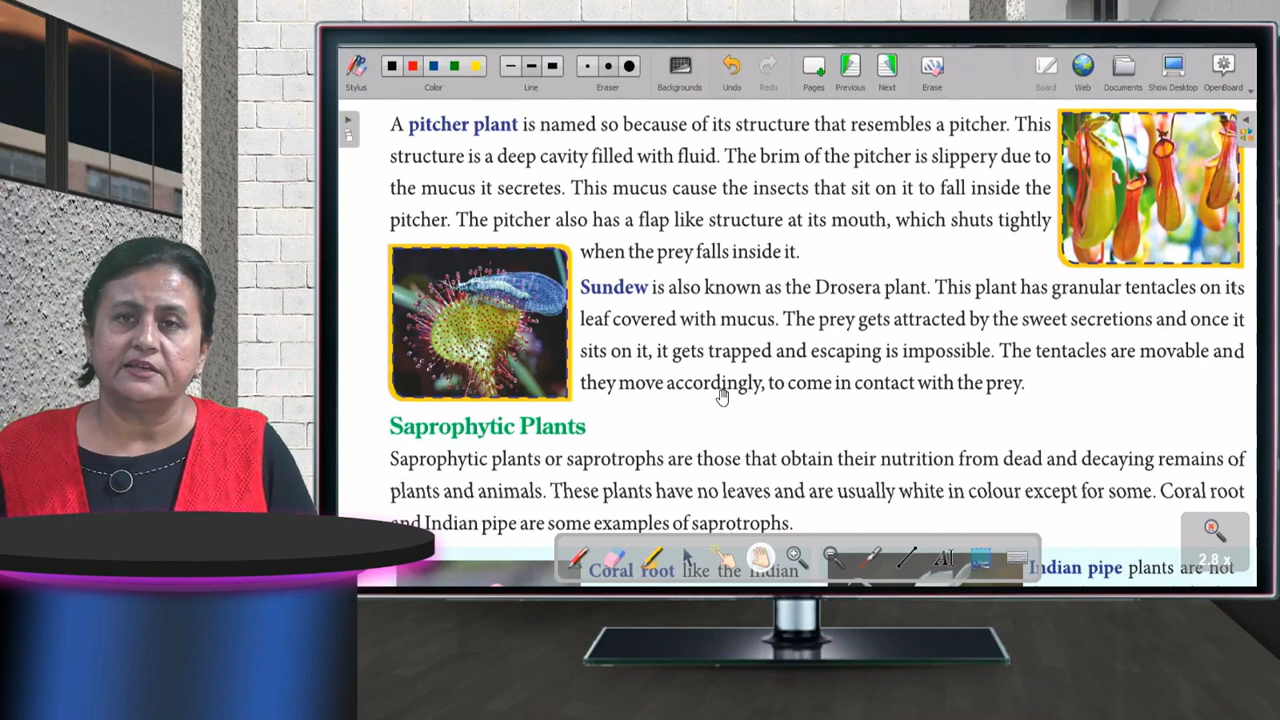 Stylus
Color
Line
Eraser
Backgrounds
Undo
Redo
Pages
Previous
Next
Erase
Board
Web
Documents
Show Desktop
OpenBoard
A pitcher plant is named so because of its structure that resembles a pitcher. This
structure is a deep cavity filled with fluid. The brim of the pitcher is slippery due to
the mucus it secretes. This mucus cause the insects that sit on it to fall inside the
pitcher. The pitcher also has a flap like structure at its mouth, which shuts tightly
when the prey falls inside it.
Sundew is also known as the Drosera plant. This plant has granular tentacles on its
leaf covered with mucus. The prey gets attracted by the sweet secretions and once it
sits on it, it gets trapped and escaping is impossible. The tentacles are movable and
they move accordingly, to come in contact with the prey.
Saprophytic Plants
Saprophytic plants or saprotrophs are those that obtain their nutrition from dead and decaying remains of
plants and animals. These plants have no leaves and are usually white in colour except for some. Coral root
and Indian pipe are some examples of saprotrophs.
2.8 x
AI
Coral root like the Indian
Indian pipe plants are not